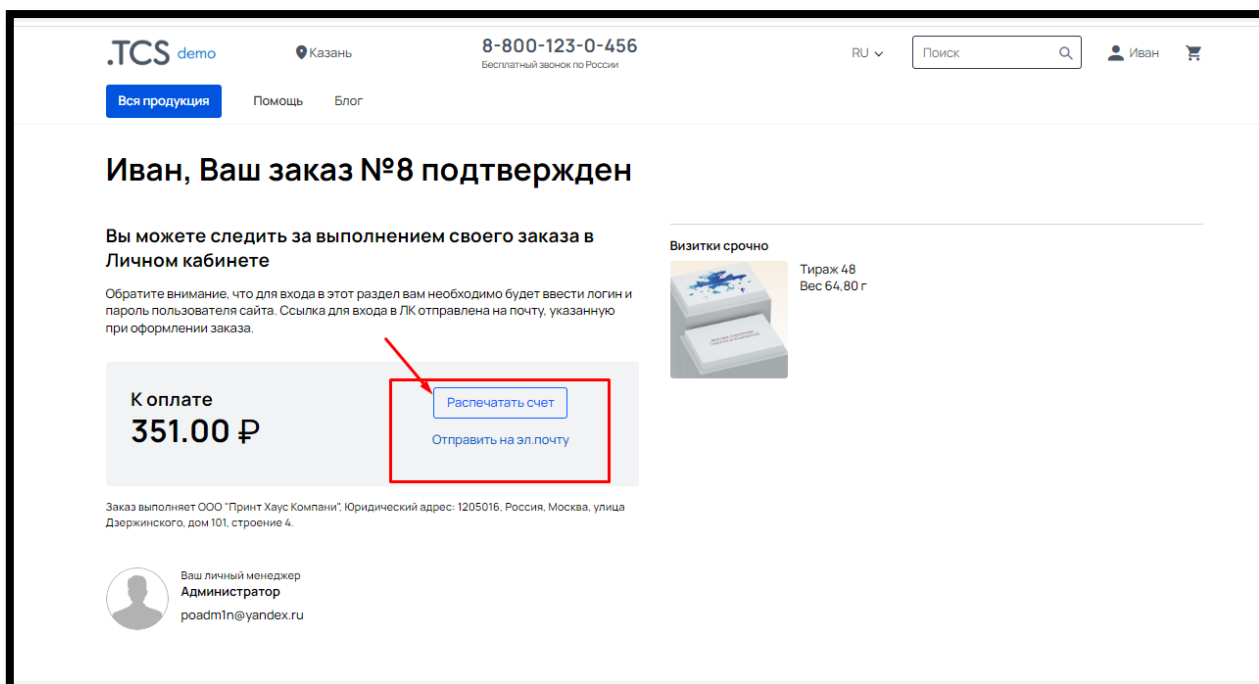 .TCS demo
Казань
8-800-123-0-456
Бесплатный звонок по России
RU
Поиск
Иван
Вся продукция
Помощь
Блог
Иван, Ваш заказ №8 подтвержден
Вы можете следить за выполнением своего заказа в
Личном кабинете
Обратите внимание, что для входа в этот раздел вам необходимо будет ввести логин и
пароль пользователя сайта. Ссылка для входа в ЛК отправлена на почту, указанную
при оформлении заказа.
К оплате
351.00 ₽
Распечатать счет
Отправить на эл.почту
Заказ выполняет ООО "Принт Хаус Компани", Юридический адрес: 1205016, Россия, Москва, улица
Дзержинского, дом 101, строение 4.
Ваш личный менеджер
Администратор
poadm1n@yandex.ru
Визитки срочно
Тираж 48
Вес 64,80 г